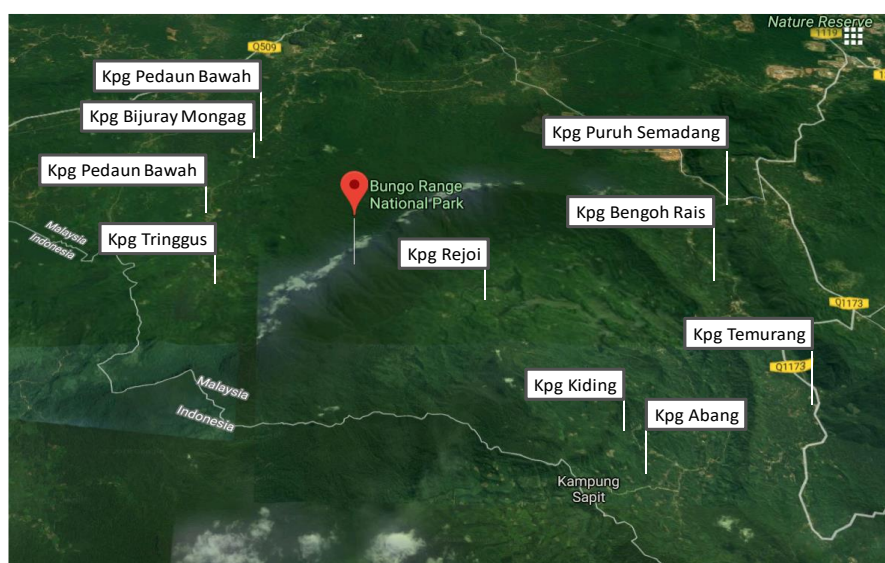 Nature Reserve
1119
Q509
Kpg Pedaun Bawah
Kpg Bijuray Mongag
Kpg Puruh Semadang
Kpg Pedaun Bawah
Bungo Range
National Park
Kpg Bengoh Rais
Malaysia
Indonesia
Kpg Tringgus
Kpg Rejoi
Q1173
Kpg Temurang
Q1173
Malaysia
Indonesia
Kpg Kiding
Kpg Abang
Kampung
Sapit